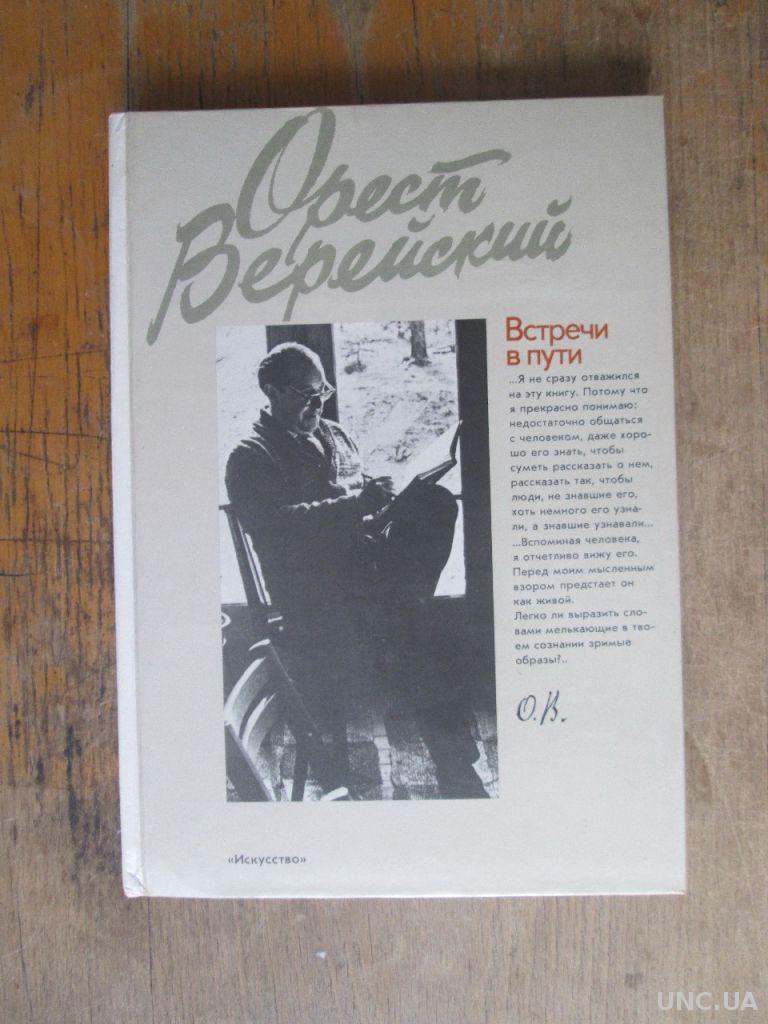 Орест
Верейский
Встречи
в пути
...Я не сразу отважился
на эту книгу. Потому что
я прекрасно понимаю:
недостаточно общаться
с человеком, даже хоро-
шо его знать, чтобы
суметь рассказать о нем,
рассказать так, чтобы
люди, не знавшие его,
хоть немного его узна-
ли, а знавшие узнавали...
...Вспоминая человека,
я отчетливо вижу его.
Перед моим мысленным
взором предстает он
как живой.
Легко ли выразить сло-
вами мелькающие в тво-
ем сознании зримые
образы?..
О.В.
«Искусство»
UNC.UA